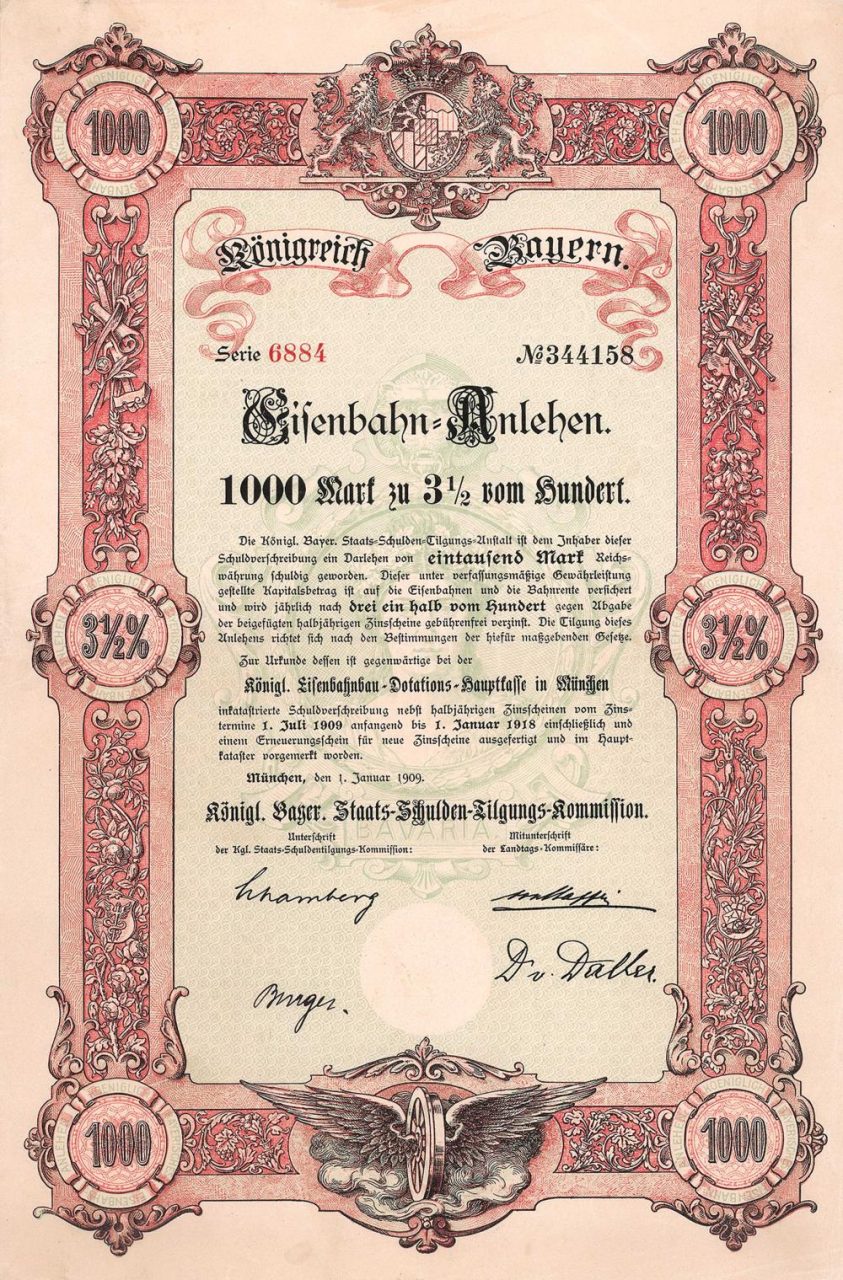 1000 1000
Königreich Bayern.
Serie 6884 № 344158
Eisenbahn-Anlehen.
1000 Mark zu 3½ vom Hundert.
Die Königl. Bayer. Staats-Schulden-Tilgungs-Anstalt ist dem Inhaber dieser
Schuldverschreibung ein Darlehen von eintausend Mark Reichs-
währung schuldig geworden. Dieser unter verfassungsmäßige Gewährleistung
gestellte Kapitalsbetrag ist auf die Eisenbahnen und die Bahnrente versichert
und wird jährlich nach drei ein halb vom Hundert gegen Abgabe
der beigefügten halbjährigen Zinsscheine gebührenfrei verzinst. Die Tilgung dieses
Anlehens richtet sich nach den Bestimmungen der hiefür maßgebenden Gesetze.
3½% 3½%
Zur Urkunde dessen ist gegenwärtige bei der
Königl. Eisenbahnbau-Dotations-Hauptkasse in München
inkatastrierte Schuldverschreibung nebst halbjährigen Zinsscheinen vom Zins-
termine 1. Juli 1909 anfangend bis 1. Januar 1918 einschließlich und
einem Erneuerungsschein für neue Zinsscheine ausgefertigt und im Haupt-
kataster vorgemerkt worden.
München, den 1. Januar 1909.
Königl. Bayer. Staats-Schulden-Tilgungs-Kommission.
BAVARIA.
Unterschrift Mitunterschrift
der Kgl. Staats-Schuldentilgungs-Kommission: der Landtags-Kommissäre:
Dr v. Daller.
Burger.
1000 1000